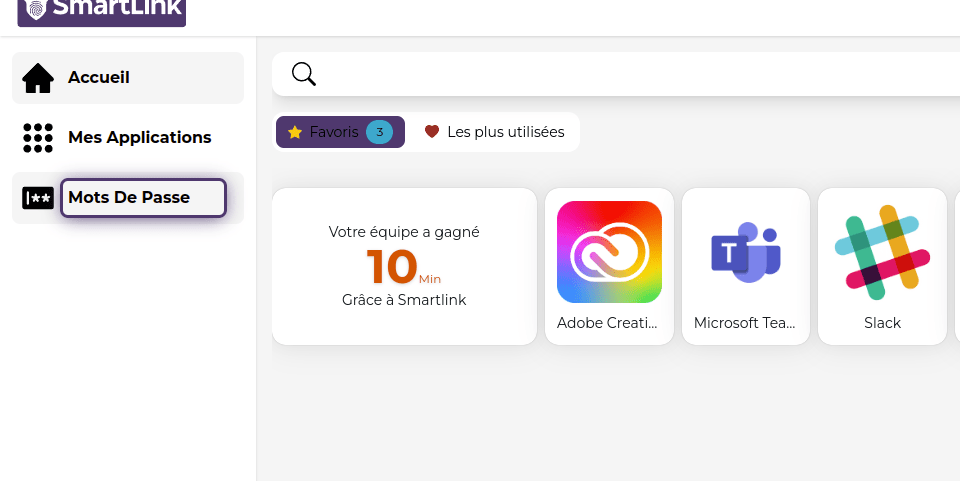 SmartLink
Accueil
Mes Applications
Mots De Passe
Favoris 3
Les plus utilisées
Votre équipe a gagné
10 Min
Grâce à Smartlink
Adobe Creati...
Microsoft Tea...
Slack